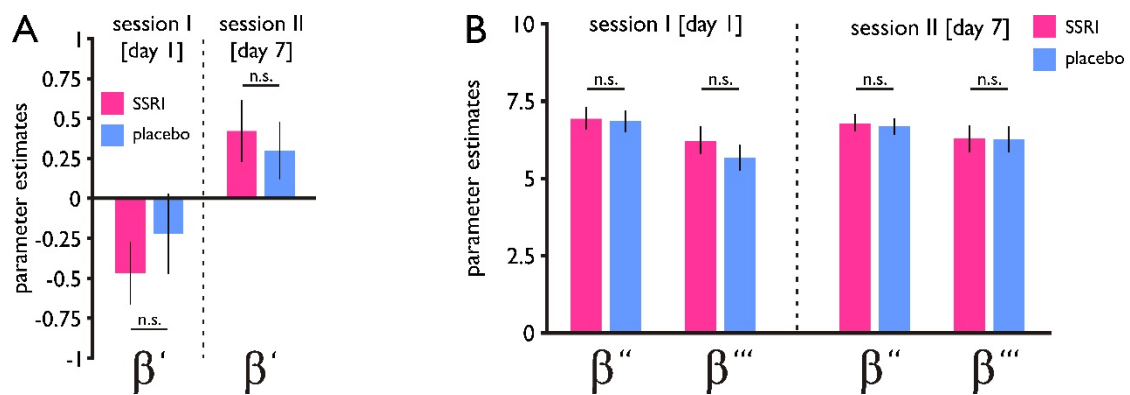 A
session I
[day 1]
session II
[day 7]
parameter estimates
1
0.75
0.5
0.25
0
-0.25
-0.5
-0.75
-1
SSRI
placebo
n.s.
n.s.
β‘
β‘
B
session I [day 1]
session II [day 7]
SSRI
placebo
parameter estimates
10
7.5
5
2.5
0
n.s.
n.s.
n.s.
n.s.
β‘‘
β‘‘‘
β‘‘
β‘‘‘